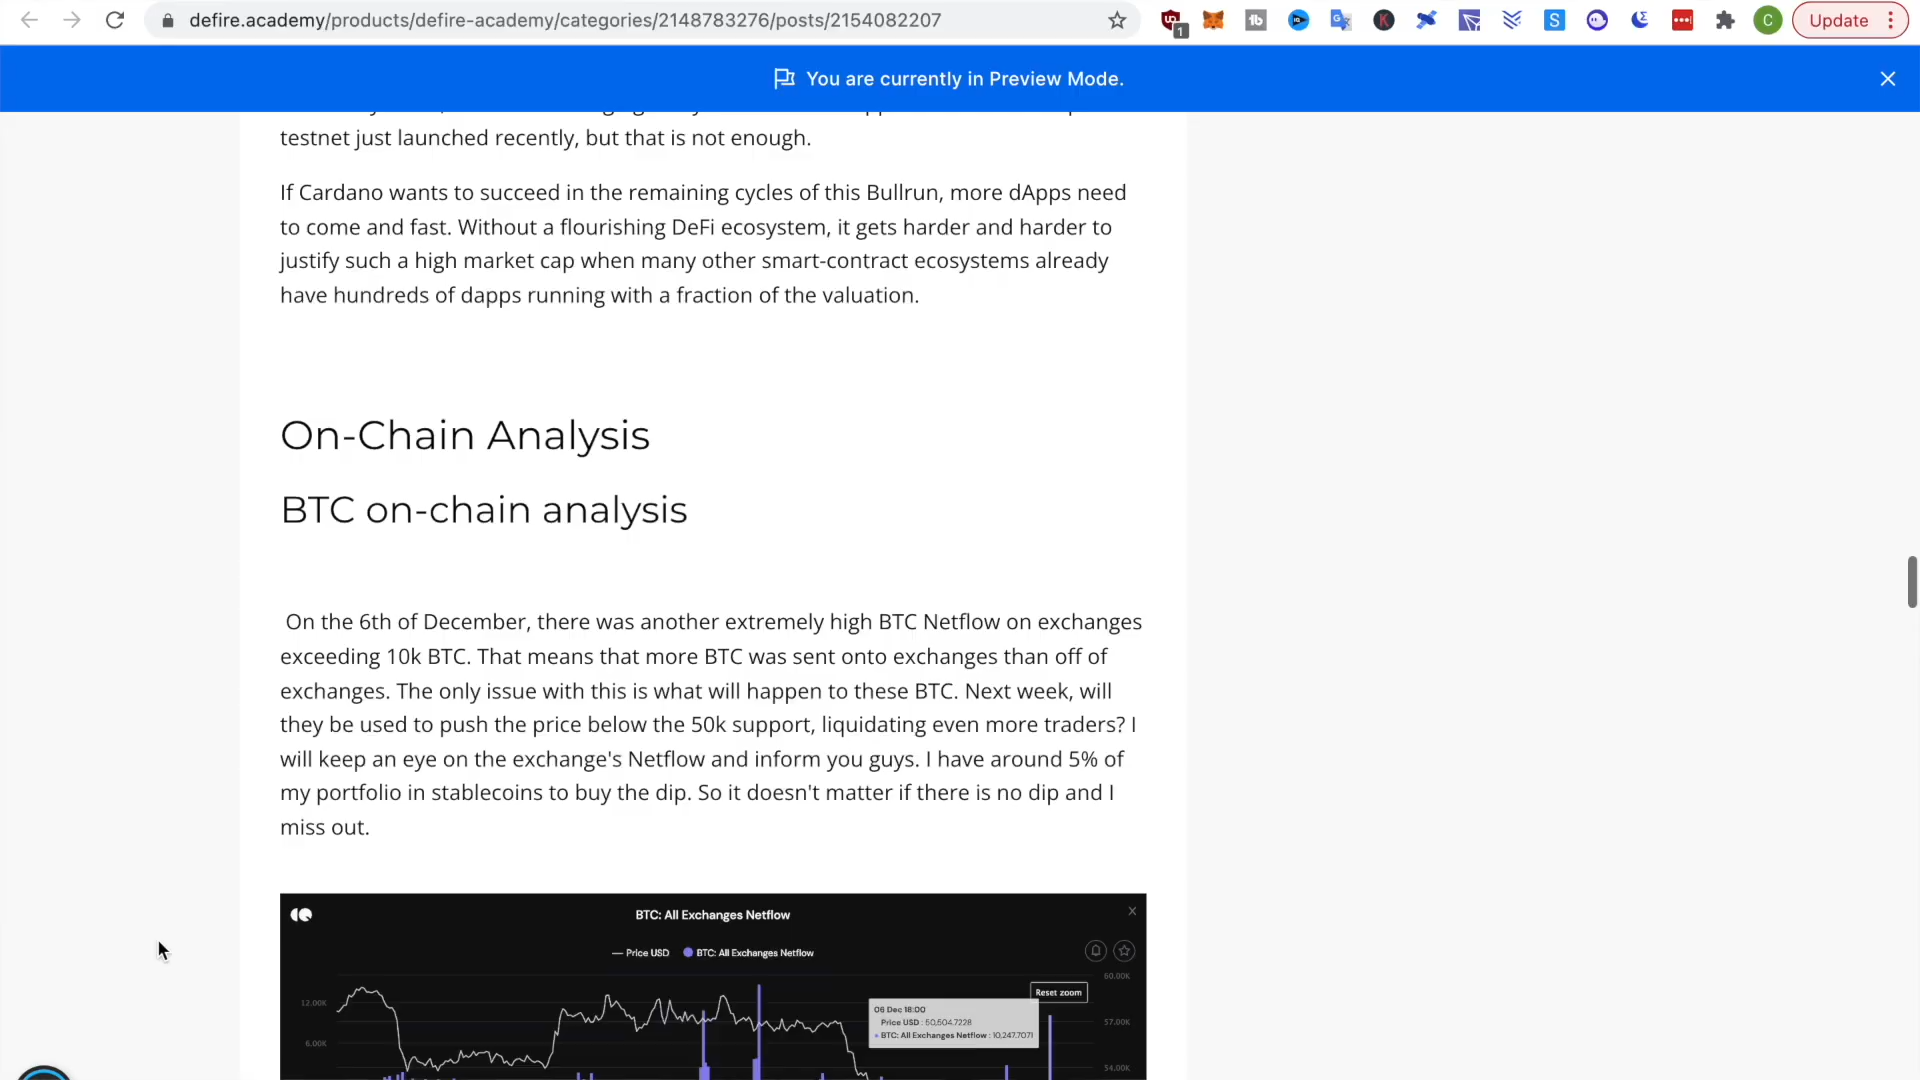 defire.academy/products/defire-academy/categories/2148783276/posts/2154082207
1
Update
You are currently in Preview Mode.
testnet just launched recently, but that is not enough.
If Cardano wants to succeed in the remaining cycles of this Bullrun, more dApps need
to come and fast. Without a flourishing DeFi ecosystem, it gets harder and harder to
justify such a high market cap when many other smart-contract ecosystems already
have hundreds of dapps running with a fraction of the valuation.
On-Chain Analysis
BTC on-chain analysis
On the 6th of December, there was another extremely high BTC Netflow on exchanges
exceeding 10k BTC. That means that more BTC was sent onto exchanges than off of
exchanges. The only issue with this is what will happen to these BTC. Next week, will
they be used to push the price below the 50k support, liquidating even more traders? I
will keep an eye on the exchange's Netflow and inform you guys. I have around 5% of
my portfolio in stablecoins to buy the dip. So it doesn't matter if there is no dip and I
miss out.
BTC: All Exchanges Netflow
Price USD BTC: All Exchanges Netflow
60.00K
Reset zoom
12.00K
06 Dec 18:00
Price USD : 50,504.7228
BTC: All Exchanges Netflow : 10,247.7071
57.00K
6.00K
54.00K